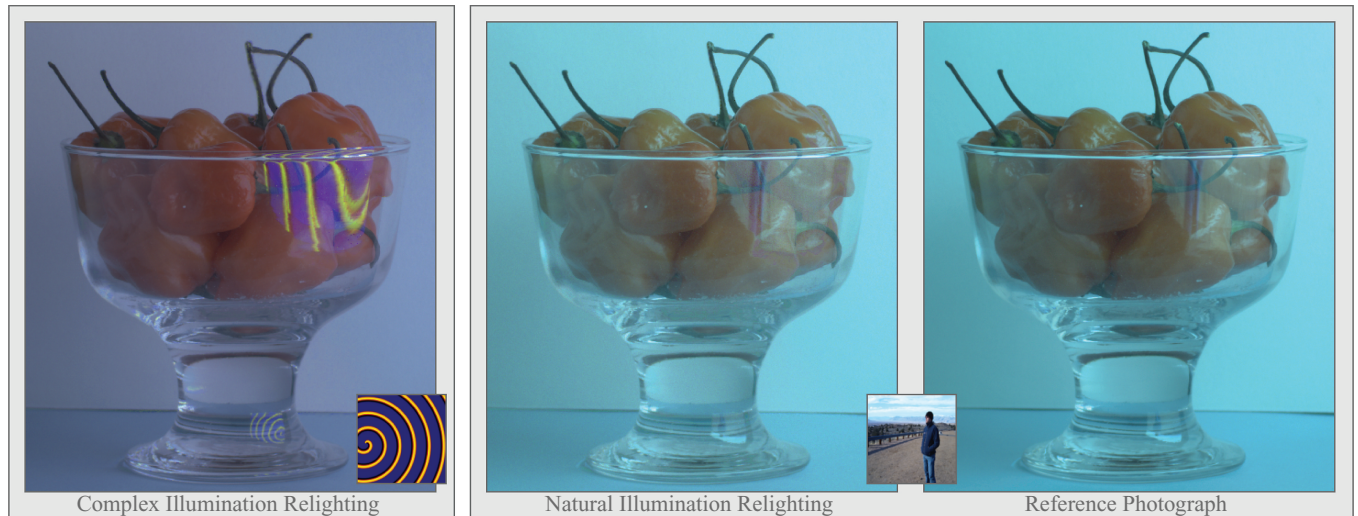 Complex Illumination Relighting
Natural Illumination Relighting
Reference Photograph